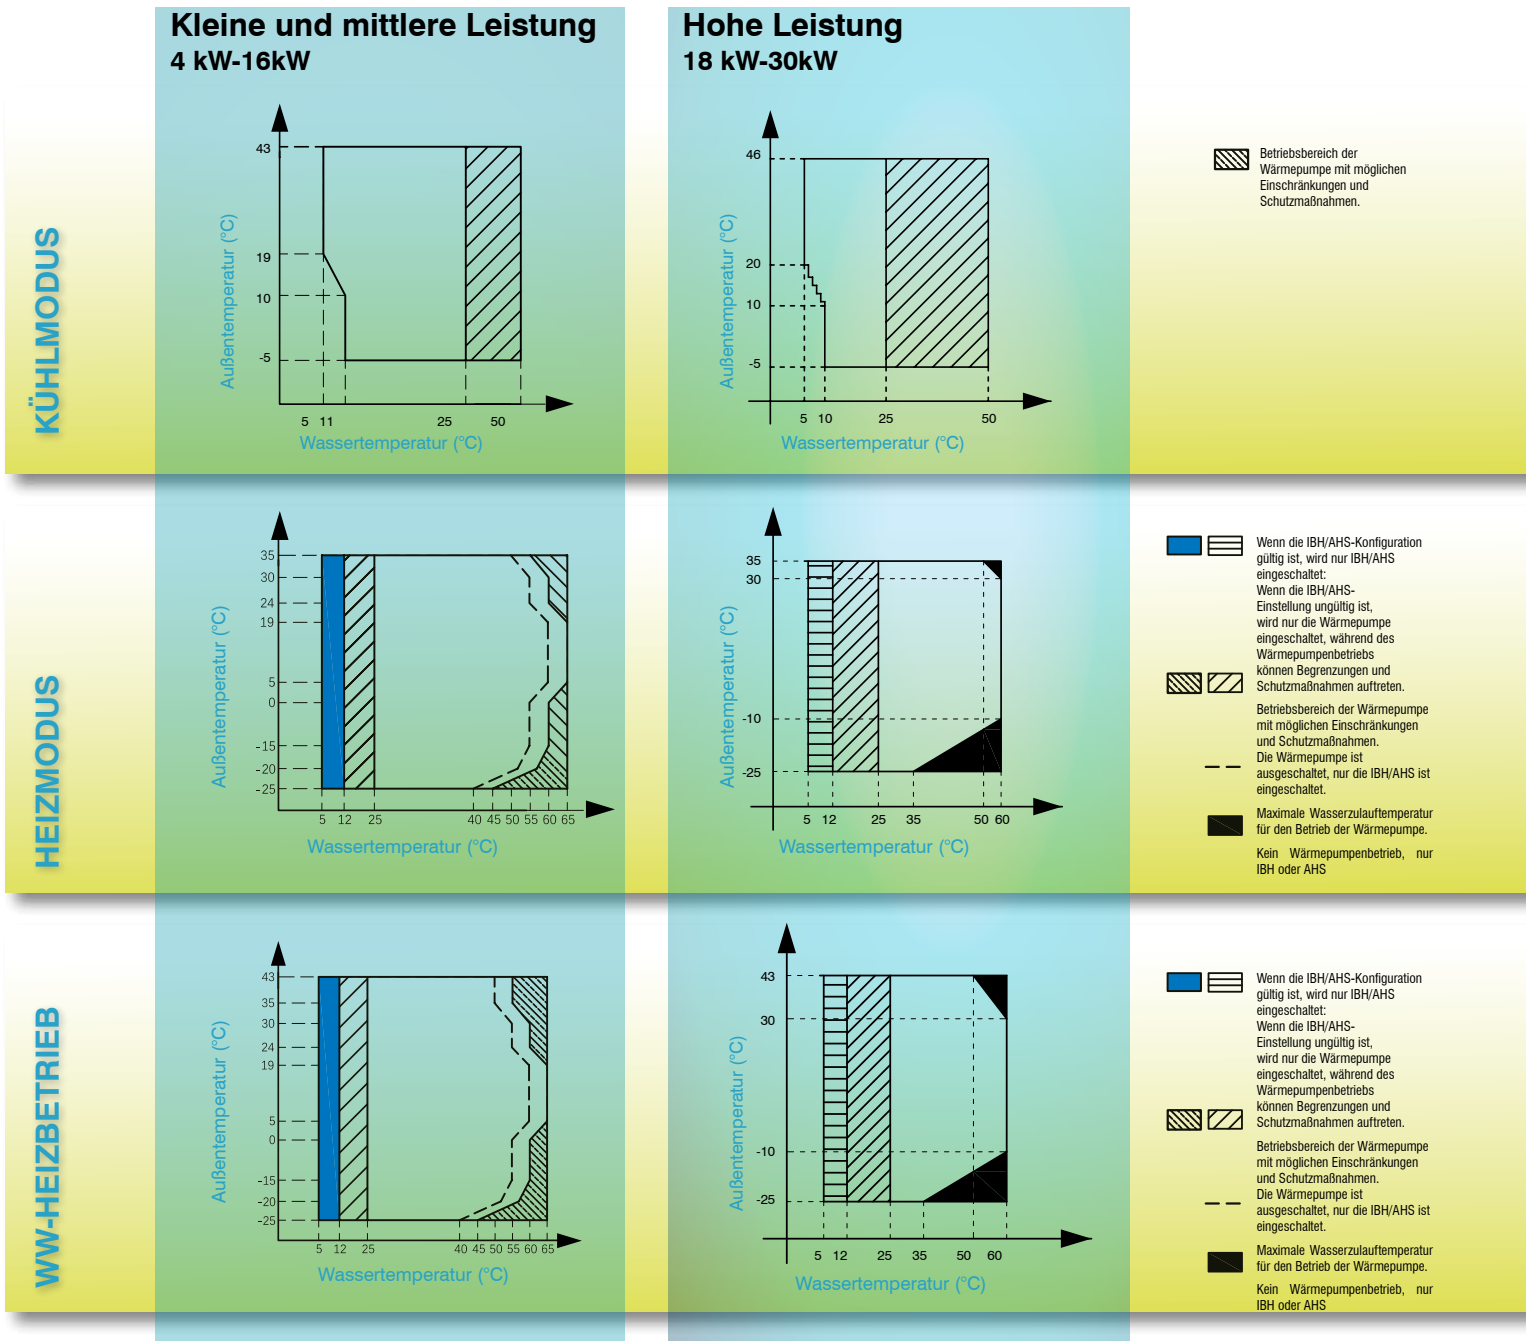 Kleine und mittlere Leistung
4 kW-16kW
Hohe Leistung
18 kW-30kW
KÜHLMODUS
Außentemperatur (°C)
43
19
10
-5
5 11 25 50
Wassertemperatur (°C)
Außentemperatur (°C)
46
20
10
-5
5 10 25 50
Wassertemperatur (°C)
Betriebsbereich der
Wärmepumpe mit möglichen
Einschränkungen und
Schutzmaßnahmen.
HEIZMODUS
Außentemperatur (°C)
35
30
24
19
5
0
-15
-20
-25
5 12 25 40 45 50 55 60 65
Wassertemperatur (°C)
Außentemperatur (°C)
35
30
-10
-25
5 12 25 35 50 60
Wassertemperatur (°C)
Wenn die IBH/AHS-Konfiguration
gültig ist, wird nur IBH/AHS
eingeschaltet:
Wenn die IBH/AHS-
Einstellung ungültig ist,
wird nur die Wärmepumpe
eingeschaltet, während des
Wärmepumpenbetriebs
können Begrenzungen und
Schutzmaßnahmen auftreten.
Betriebsbereich der Wärmepumpe
mit möglichen Einschränkungen
und Schutzmaßnahmen.
Die Wärmepumpe ist
ausgeschaltet, nur die IBH/AHS ist
eingeschaltet.
Maximale Wasserzulauftemperatur
für den Betrieb der Wärmepumpe.
Kein Wärmepumpenbetrieb, nur
IBH oder AHS
WW-HEIZBETRIEB
Außentemperatur (°C)
43
35
30
24
19
5
0
-15
-20
-25
5 12 25 40 45 50 55 60 65
Wassertemperatur (°C)
Außentemperatur (°C)
43
30
-10
-25
5 12 25 35 50 60
Wassertemperatur (°C)
Wenn die IBH/AHS-Konfiguration
gültig ist, wird nur IBH/AHS
eingeschaltet:
Wenn die IBH/AHS-
Einstellung ungültig ist,
wird nur die Wärmepumpe
eingeschaltet, während des
Wärmepumpenbetriebs
können Begrenzungen und
Schutzmaßnahmen auftreten.
Betriebsbereich der Wärmepumpe
mit möglichen Einschränkungen
und Schutzmaßnahmen.
Die Wärmepumpe ist
ausgeschaltet, nur die IBH/AHS ist
eingeschaltet.
Maximale Wasserzulauftemperatur
für den Betrieb der Wärmepumpe.
Kein Wärmepumpenbetrieb, nur
IBH oder AHS